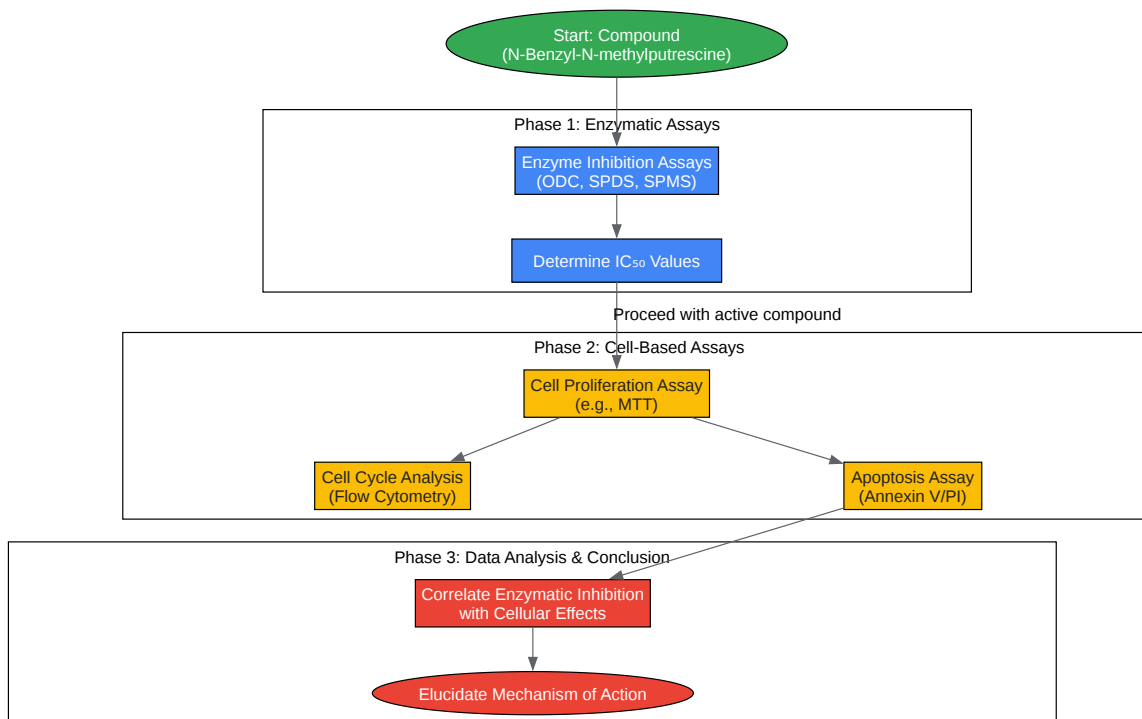 Start: Compound
(N-Benzyl-N-methylputrescine)
Phase 1: Enzymatic Assays
Enzyme Inhibition Assays
(ODC, SPDS, SPMS)
Determine IC₅₀ Values
Proceed with active compound
Phase 2: Cell-Based Assays
Cell Proliferation Assay
(e.g., MTT)
Cell Cycle Analysis
(Flow Cytometry)
Apoptosis Assay
(Annexin V/PI)
Phase 3: Data Analysis & Conclusion
Correlate Enzymatic Inhibition
with Cellular Effects
Elucidate Mechanism of Action